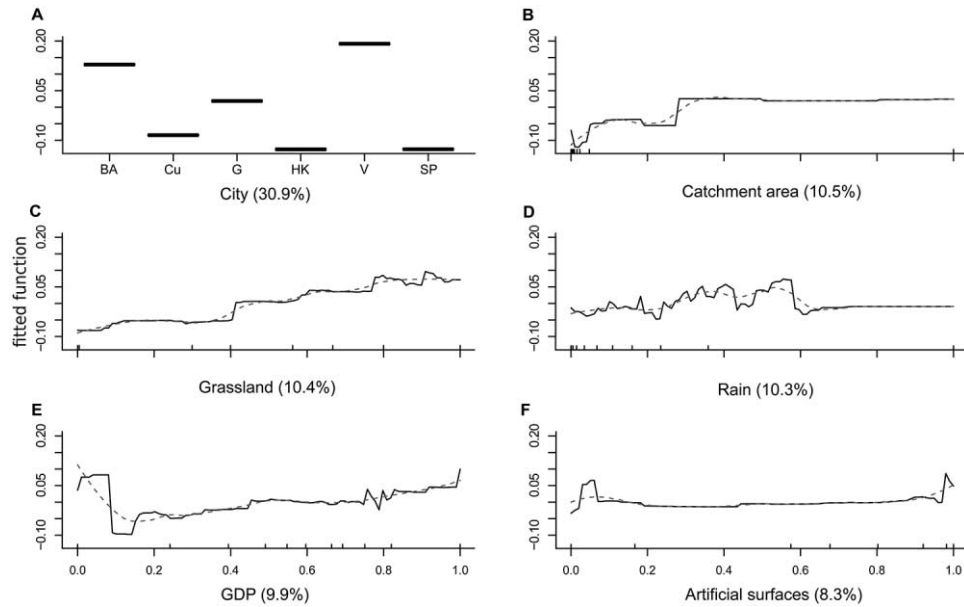 A
B
0.20
0.05
−0.10
0.20
0.05
−0.10
BA Cu G HK V SP
City (30.9%)
Catchment area (10.5%)
C
D
fitted function
0.20
0.05
−0.10
0.20
0.05
−0.10
Grassland (10.4%)
Rain (10.3%)
E
F
0.20
0.05
−0.10
0.20
0.05
−0.10
0.0 0.2 0.4 0.6 0.8 1.0
0.0 0.2 0.4 0.6 0.8 1.0
GDP (9.9%)
Artificial surfaces (8.3%)